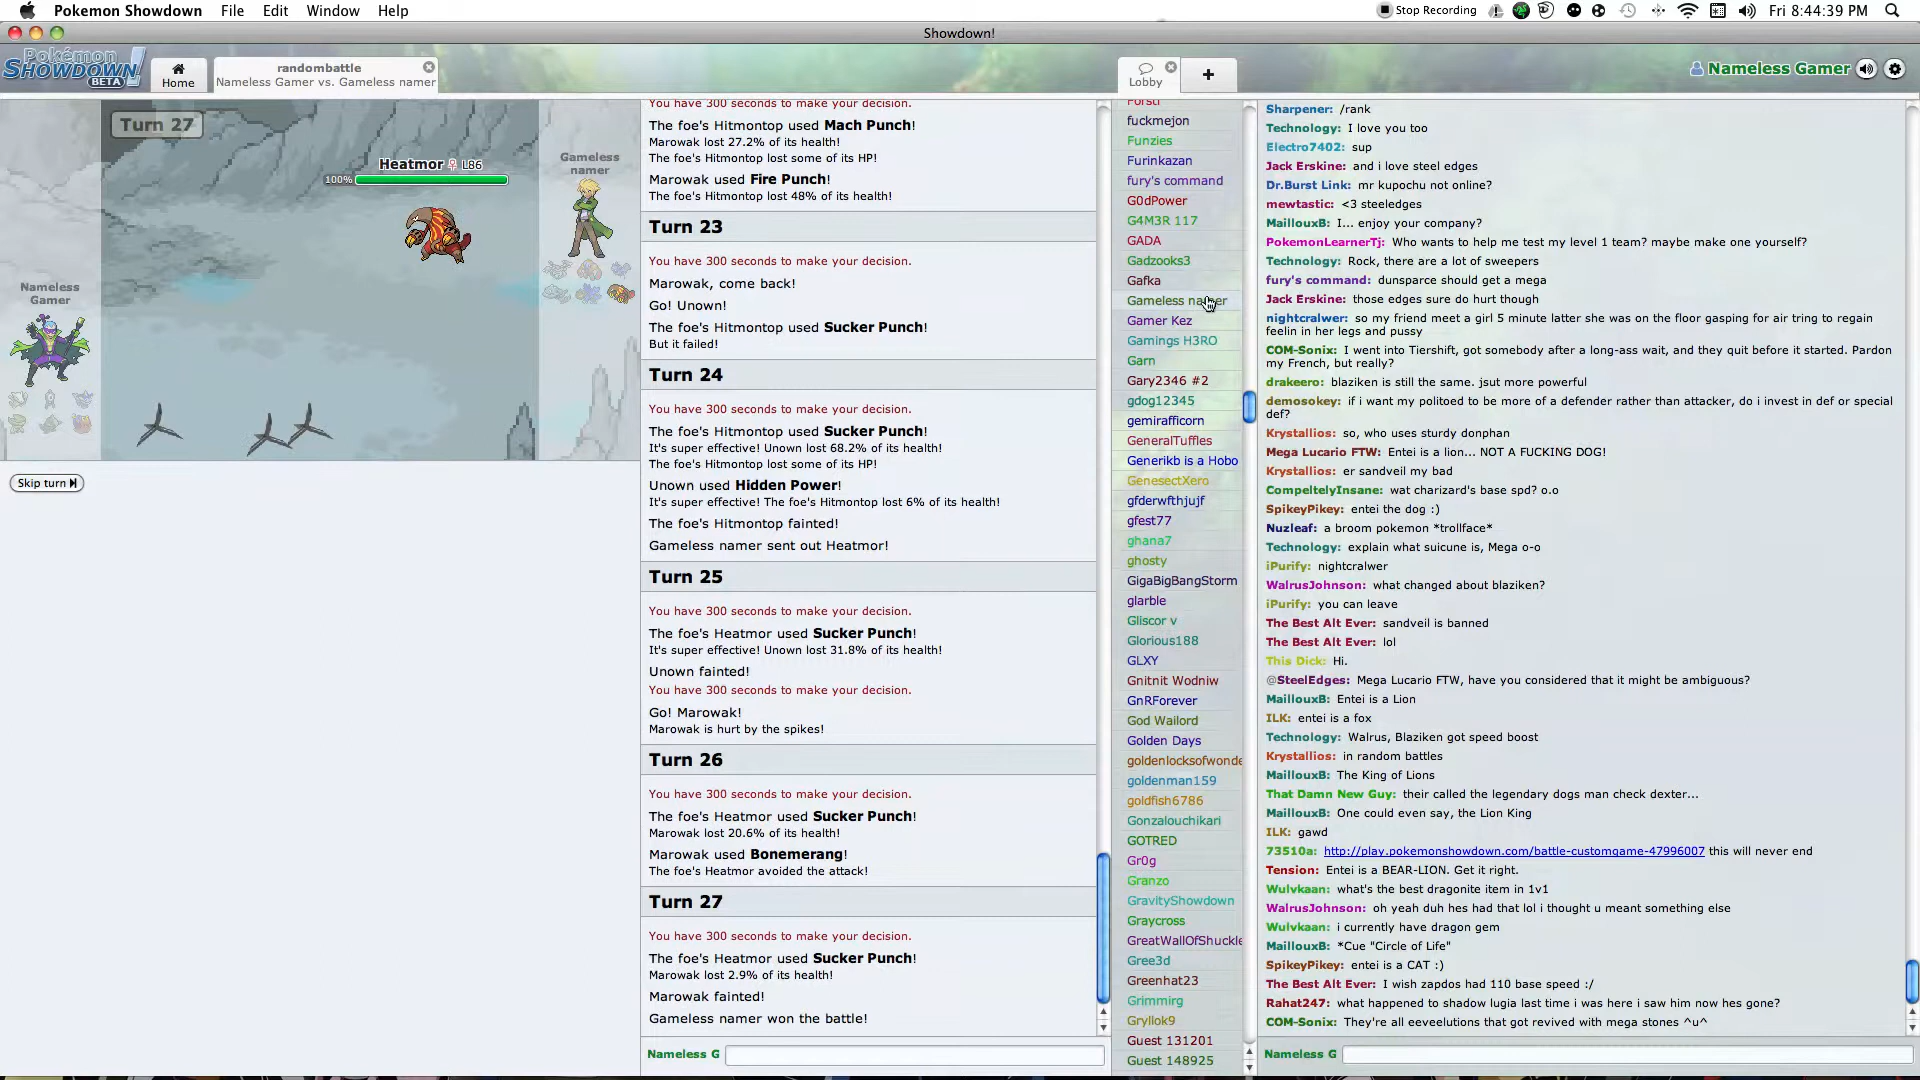 Pokemon Showdown File Edit Window Help
Stop Recording
Fri 8:44:39 PM
Showdown!
Pokémon
SHOWDOWN!
BETA
Home
randombattle
Nameless Gamer vs. Gameless namer
Lobby
+
Nameless Gamer
Turn 27
Heatmor ♀ L86
100%
Gameless
namer
Nameless
Gamer
Skip turn
You have 300 seconds to make your decision.
The foe's Hitmontop used Mach Punch!
Marowak lost 27.2% of its health!
The foe's Hitmontop lost some of its HP!
Marowak used Fire Punch!
The foe's Hitmontop lost 48% of its health!
Turn 23
You have 300 seconds to make your decision.
Marowak, come back!
Go! Unown!
The foe's Hitmontop used Sucker Punch!
But it failed!
Turn 24
You have 300 seconds to make your decision.
The foe's Hitmontop used Sucker Punch!
It's super effective! Unown lost 68.2% of its health!
The foe's Hitmontop lost some of its HP!
Unown used Hidden Power!
It's super effective! The foe's Hitmontop lost 6% of its health!
The foe's Hitmontop fainted!
Gameless namer sent out Heatmor!
Turn 25
You have 300 seconds to make your decision.
The foe's Heatmor used Sucker Punch!
It's super effective! Unown lost 31.8% of its health!
Unown fainted!
You have 300 seconds to make your decision.
Go! Marowak!
Marowak is hurt by the spikes!
Turn 26
You have 300 seconds to make your decision.
The foe's Heatmor used Sucker Punch!
Marowak lost 20.6% of its health!
Marowak used Bonemerang!
The foe's Heatmor avoided the attack!
Turn 27
You have 300 seconds to make your decision.
The foe's Heatmor used Sucker Punch!
Marowak lost 2.9% of its health!
Marowak fainted!
Gameless namer won the battle!
Nameless G
Forsti
fuckmejon
Funzies
Furinkazan
fury's command
G0dPower
G4M3R 117
GADA
Gadzooks3
Gafka
Gameless namer
Gamer Kez
Gamings H3RO
Garn
Gary2346 #2
gdog12345
gemirafficorn
GeneralTuffles
Generikb is a Hobo
GenesectXero
gfderwfthjujf
gfest77
ghana7
ghosty
GigaBigBangStorm
glarble
Gliscor v
Glorious188
GLXY
Gnitnit Wodniw
GnRForever
God Wailord
Golden Days
goldenlocksofwonde
goldenman159
goldfish6786
Gonzalouchikari
GOTRED
Gr0g
Granzo
GravityShowdown
Graycross
GreatWallOfShuckle
Gree3d
Greenhat23
Grimmirg
Gryllok9
Guest 131201
Guest 148925
Sharpener: /rank
Technology: I love you too
Electro7402: sup
Jack Erskine: and i love steel edges
Dr.Burst Link: mr kupochu not online?
mewtastic: <3 steeledges
MaillouxB: I... enjoy your company?
PokemonLearnerTj: Who wants to help me test my level 1 team? maybe make one yourself?
Technology: Rock, there are a lot of sweepers
fury's command: dunsparce should get a mega
Jack Erskine: those edges sure do hurt though
nightcralwer: so my friend meet a girl 5 minute latter she was on the floor gasping for air tring to regain
feelin in her legs and pussy
COM-Sonix: I went into Tiershift, got somebody after a long-ass wait, and they quit before it started. Pardon
my French, but really?
drakeero: blaziken is still the same. jsut more powerful
demosokey: if i want my politoed to be more of a defender rather than attacker, do i invest in def or special
def?
Krystallios: so, who uses sturdy donphan
Mega Lucario FTW: Entei is a lion... NOT A FUCKING DOG!
Krystallios: er sandveil my bad
CompeltelyInsane: wat charizard's base spd? o.o
SpikeyPikey: entei the dog :)
Nuzleaf: a broom pokemon *trollface*
Technology: explain what suicune is, Mega o-o
iPurify: nightcralwer
WalrusJohnson: what changed about blaziken?
iPurify: you can leave
The Best Alt Ever: sandveil is banned
The Best Alt Ever: lol
This Dick: Hi.
@SteelEdges: Mega Lucario FTW, have you considered that it might be ambiguous?
MaillouxB: Entei is a Lion
ILK: entei is a fox
Technology: Walrus, Blaziken got speed boost
Krystallios: in random battles
MaillouxB: The King of Lions
That Damn New Guy: their called the legendary dogs man check dexter...
MaillouxB: One could even say, the Lion King
ILK: gawd
73510a: http://play.pokemonshowdown.com/battle-customgame-47996007 this will never end
Tension: Entei is a BEAR-LION. Get it right.
Wulvkaan: what's the best dragonite item in 1v1
WalrusJohnson: oh yeah duh hes had that lol i thought u meant something else
Wulvkaan: i currently have dragon gem
MaillouxB: *Cue "Circle of Life"
SpikeyPikey: entei is a CAT :)
The Best Alt Ever: I wish zapdos had 110 base speed :/
Rahat247: what happened to shadow lugia last time i was here i saw him now hes gone?
COM-Sonix: They're all eeveelutions that got revived with mega stones ^u^
Nameless G